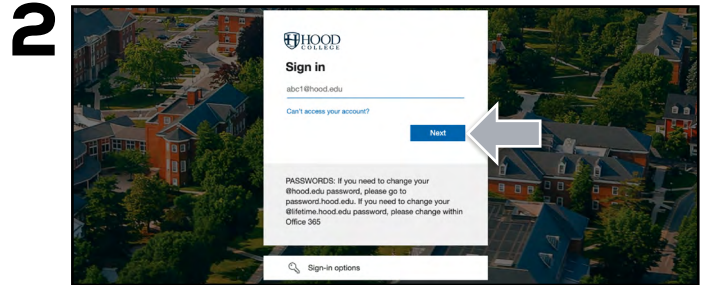 2
HOOD
COLLEGE
Sign in
abc1@hood.edu
Can't access your account?
Next
PASSWORDS: If you need to change your
@hood.edu password, please go to
password.hood.edu. If you need to change your
@lifetime.hood.edu password, please change within
Office 365
Sign-in options